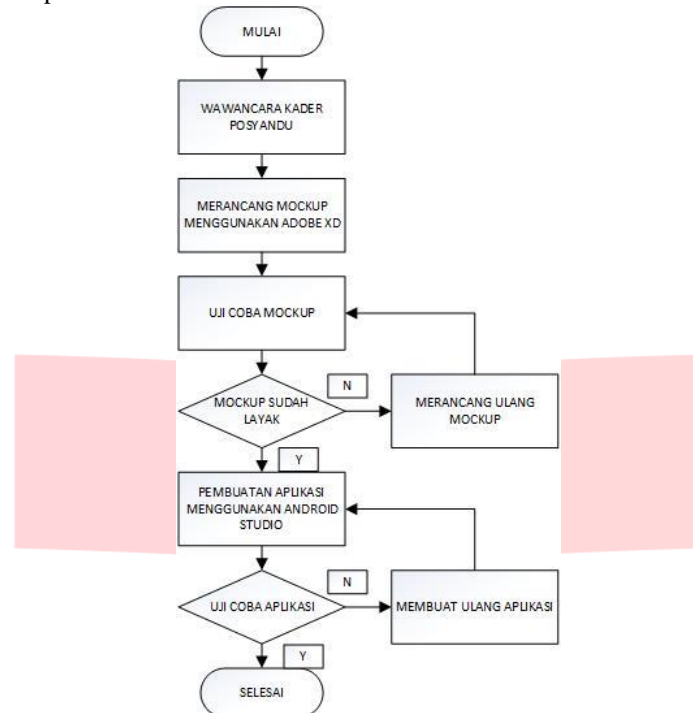 MULAI
WAWANCARA KADER
POSYANDU
MERANCANG MOCKUP
MENGGUNAKAN ADOBE XD
UJI COBA MOCKUP
MOCKUP SUDAH
LAYAK
N
MERANCANG ULANG
MOCKUP
Y
PEMBUATAN APLIKASI
MENGGUNAKAN ANDROID
STUDIO
UJI COBA APLIKASI
N
MEMBUAT ULANG APLIKASI
Y
SELESAI